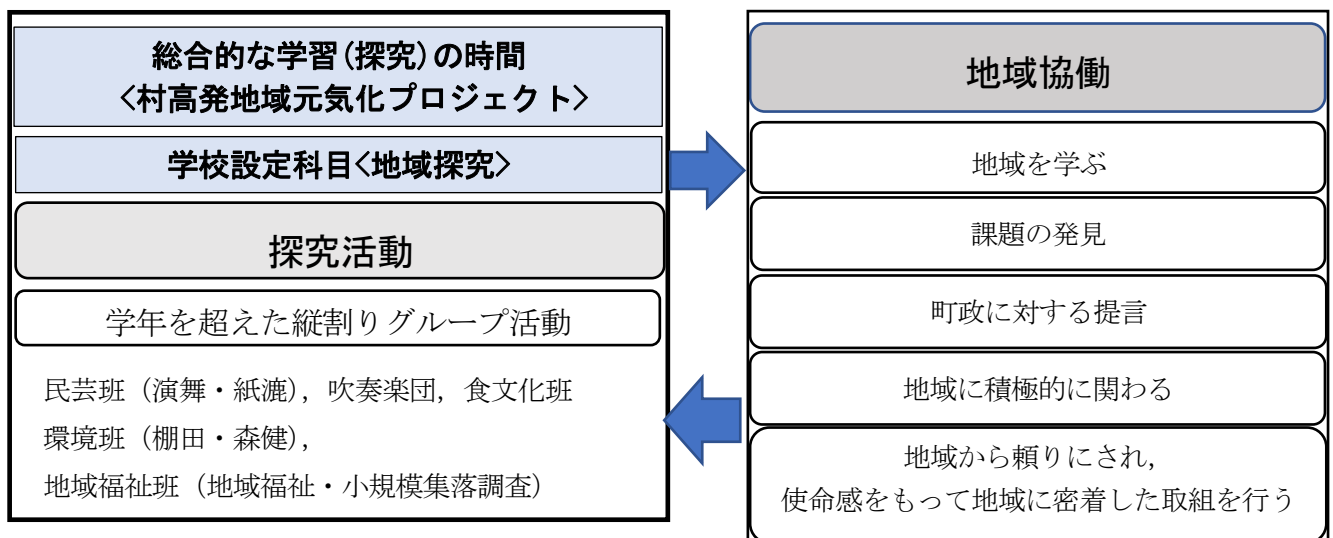 総合的な学習(探究)の時間
<村高発地域元気化プロジェクト>
学校設定科目<地域探究>
探究活動
学年を超えた縦割りグループ活動
民芸班（演舞・紙漉），吹奏楽団，食文化班
環境班（棚田・森健），
地域福祉班（地域福祉・小規模集落調査）
地域協働
地域を学ぶ
課題の発見
町政に対する提言
地域に積極的に関わる
地域から頼りにされ，
使命感をもって地域に密着した取組を行う